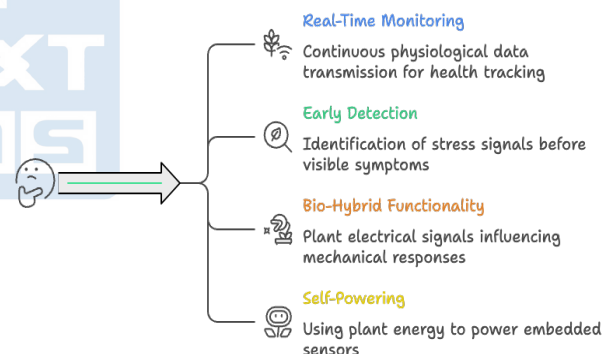 Real-Time Monitoring
Continuous physiological data
transmission for health tracking
Early Detection
Identification of stress signals before
visible symptoms
Bio-Hybrid Functionality
Plant electrical signals influencing
mechanical responses
Self-Powering
Using plant energy to power embedded
sensors